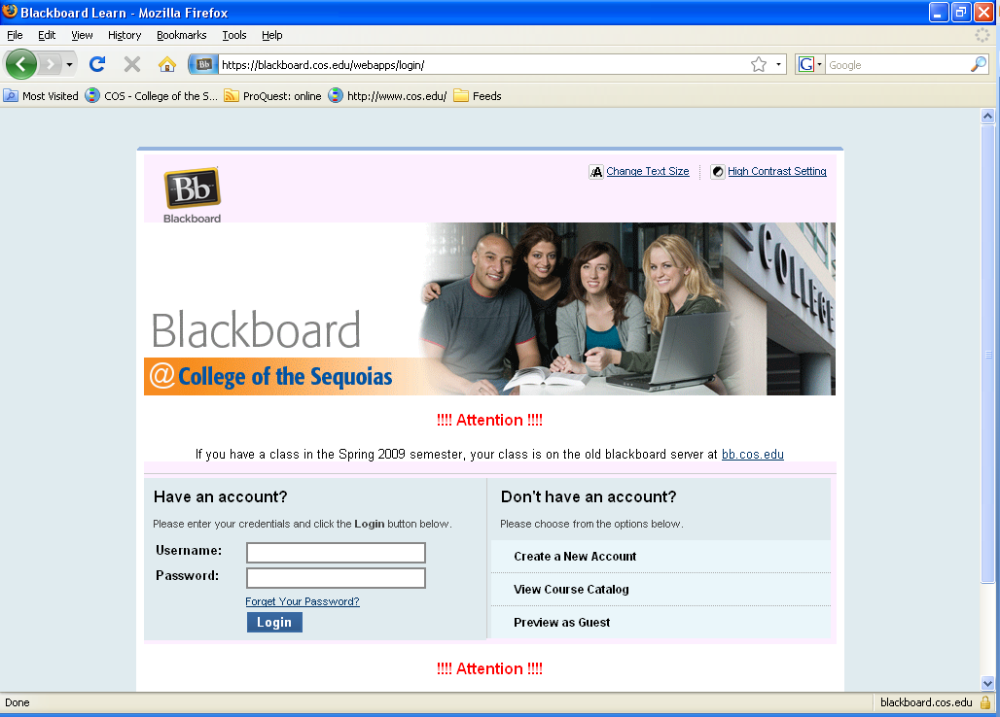 Blackboard Learn - Mozilla Firefox
File Edit View History Bookmarks Tools Help
Bb https://blackboard.cos.edu/webapps/login/ G Google
Most Visited COS - College of the S... ProQuest: online http://www.cos.edu/ Feeds
Bb
Blackboard
A Change Text Size High Contrast Setting
COLLEGE
Blackboard
@ College of the Sequoias
!!!! Attention !!!!
If you have a class in the Spring 2009 semester, your class is on the old blackboard server at bb.cos.edu
Have an account?
Please enter your credentials and click the Login button below.
Username:
Password:
Forget Your Password?
Login
Don't have an account?
Please choose from the options below.
Create a New Account
View Course Catalog
Preview as Guest
!!!! Attention !!!!
Done blackboard.cos.edu